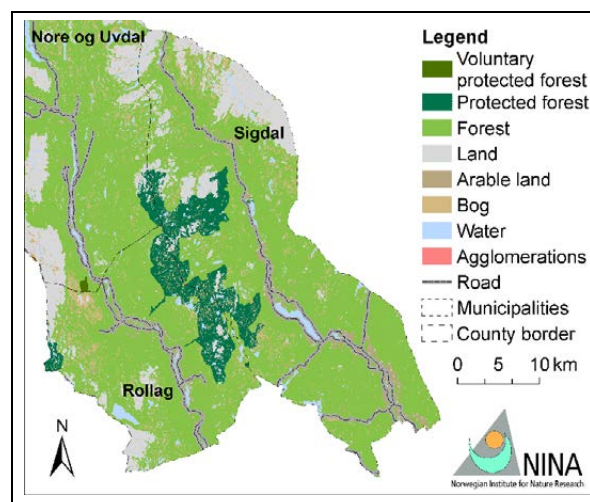 Nore og Uvdal
Sigdal
Rollag
N
Legend
Voluntary
protected forest
Protected forest
Forest
Land
Arable land
Bog
Water
Agglomerations
Road
Municipalities
County border
0 5 10 km
NINA
Norwegian Institute for Nature Research